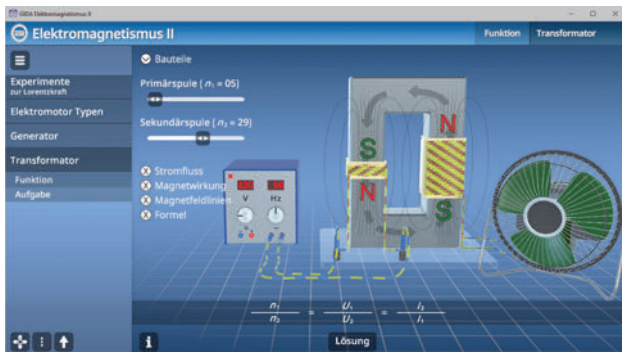 GIDA Elektromagnetismus II
Elektromagnetismus II
Funktion
Transformator
Experimente
zur Lorentzkraft
Elektromotor Typen
Generator
Transformator
Funktion
Aufgabe
Bauteile
Primärspule ( n₁ = 05)
Sekundärspule ( n₂ = 29)
Stromfluss
Magnetwirkung
Magnetfeldlinien
Formel
V Hz
S
N
N
S
n₁ / n₂ = U₁ / U₂ = I₂ / I₁
Lösung